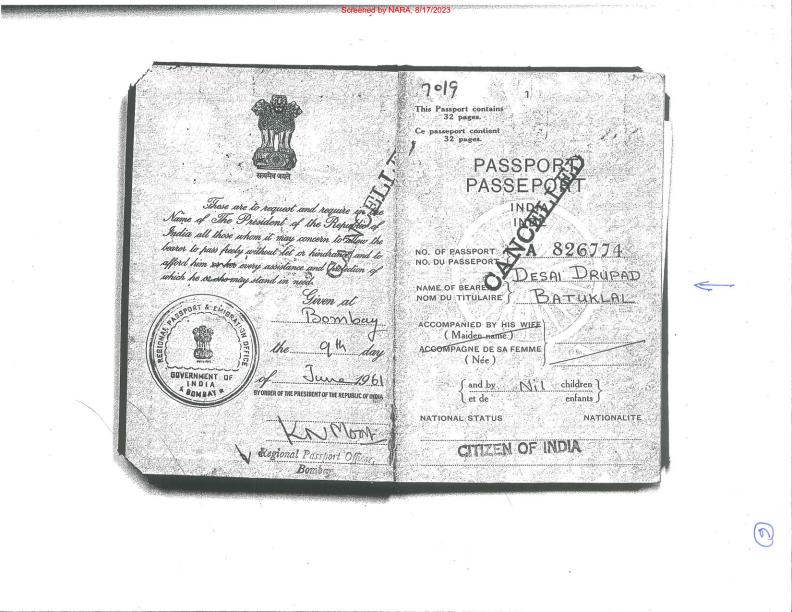 Screened by NARA, 8/17/2023
सत्यमेव जयते
These are to request and require in the
Name of The President of the Republic of
India all those whom it may concern to allow the
bearer to pass freely without let or hindrance and to
afford him or her every assistance and protection of
which he or she may stand in need.
Given at
Bombay
the 9th day
of June 1961
BY ORDER OF THE PRESIDENT OF THE REPUBLIC OF INDIA
REGIONAL PASSPORT & EMIGRATION OFFICE
GOVERNMENT OF
INDIA
BOMBAY
Regional Passport Officer,
Bombay
CANCELLED
7019
1
This Passport contains
32 pages.
Ce passeport contient
32 pages.
PASSPORT
PASSEPORT
CANCELLED
NO. OF PASSPORT
NO. DU PASSEPORT
A 826774
NAME OF BEARER
NOM DU TITULAIRE
DESAI DRUPAD
BATUKLAL
ACCOMPANIED BY HIS WIFE
(Maiden name)
ACCOMPAGNE DE SA FEMME
(Née)
and by Nil children
et de enfants
NATIONAL STATUS NATIONALITE
CITIZEN OF INDIA